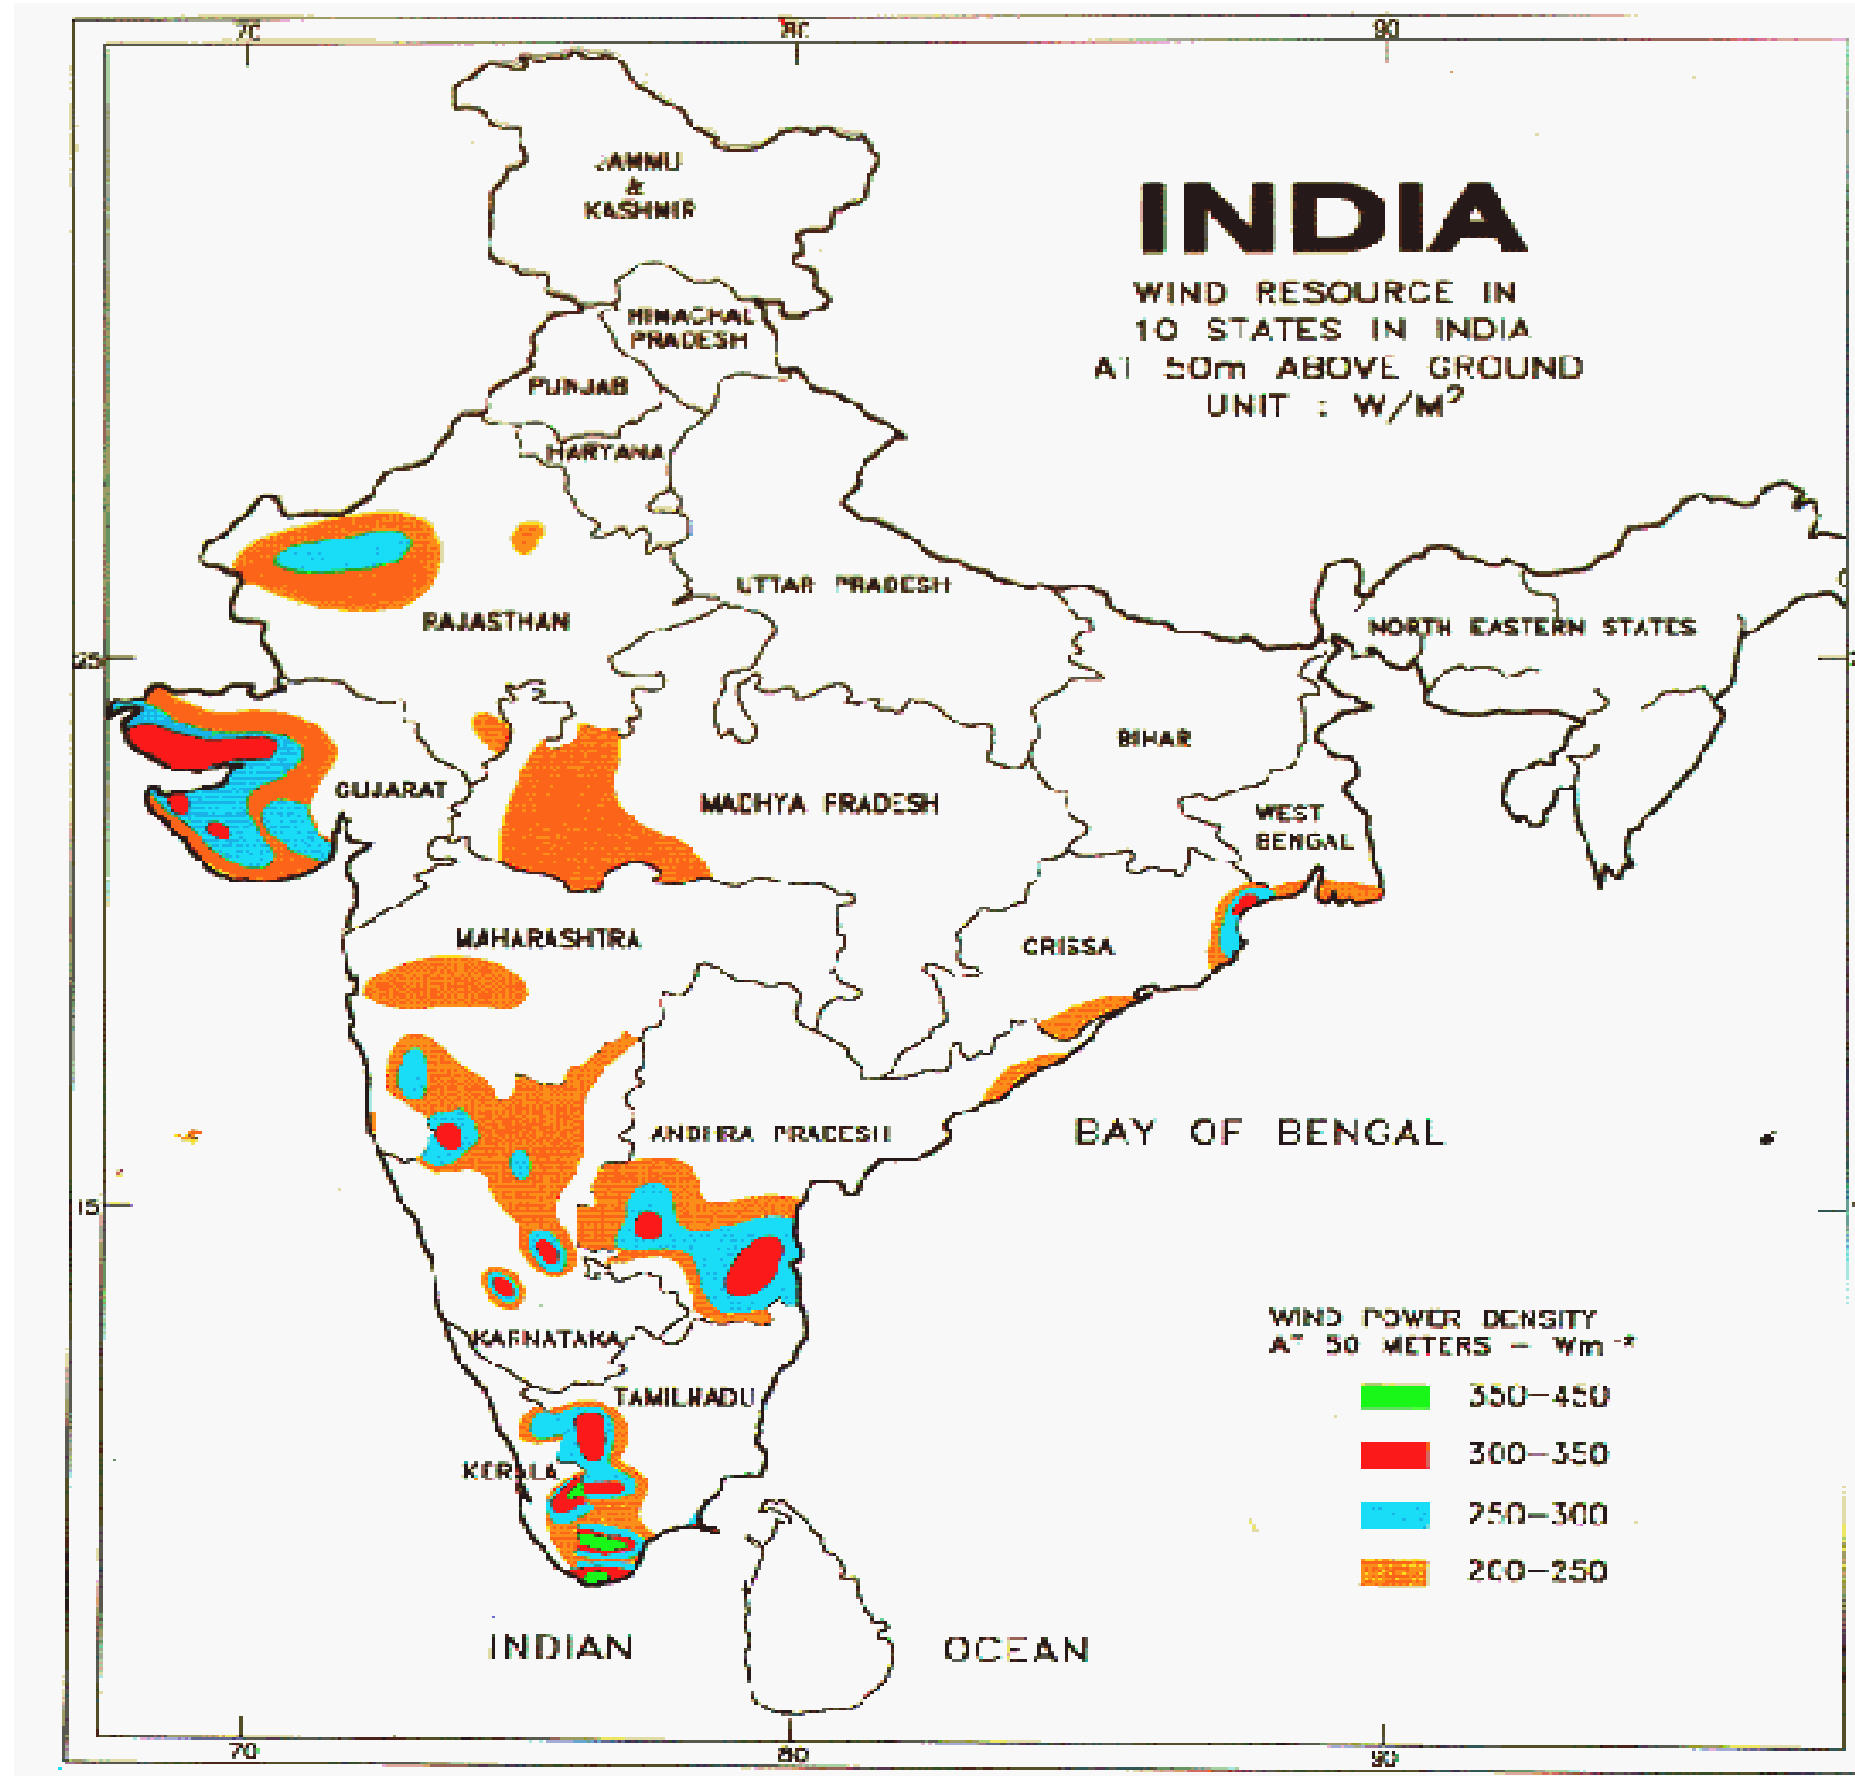 70 80 90
INDIA
WIND RESOURCE IN
10 STATES IN INDIA
AT 50m ABOVE GROUND
UNIT : W/M²
JAMMU
&
KASHMIR
HIMACHAL
PRADESH
PUNJAB
HARYANA
UTTAR PRADESH
RAJASTHAN
NORTH EASTERN STATES
25
BIHAR
GUJARAT
MADHYA PRADESH
WEST
BENGAL
MAHARASHTRA
ORISSA
ANDHRA PRADESH
BAY OF BENGAL
15
KARNATAKA
TAMILNADU
KERALA
WIND POWER DENSITY
AT 50 METERS – Wm⁻²
350–450
300–350
250–300
200–250
INDIAN OCEAN
70 80 90